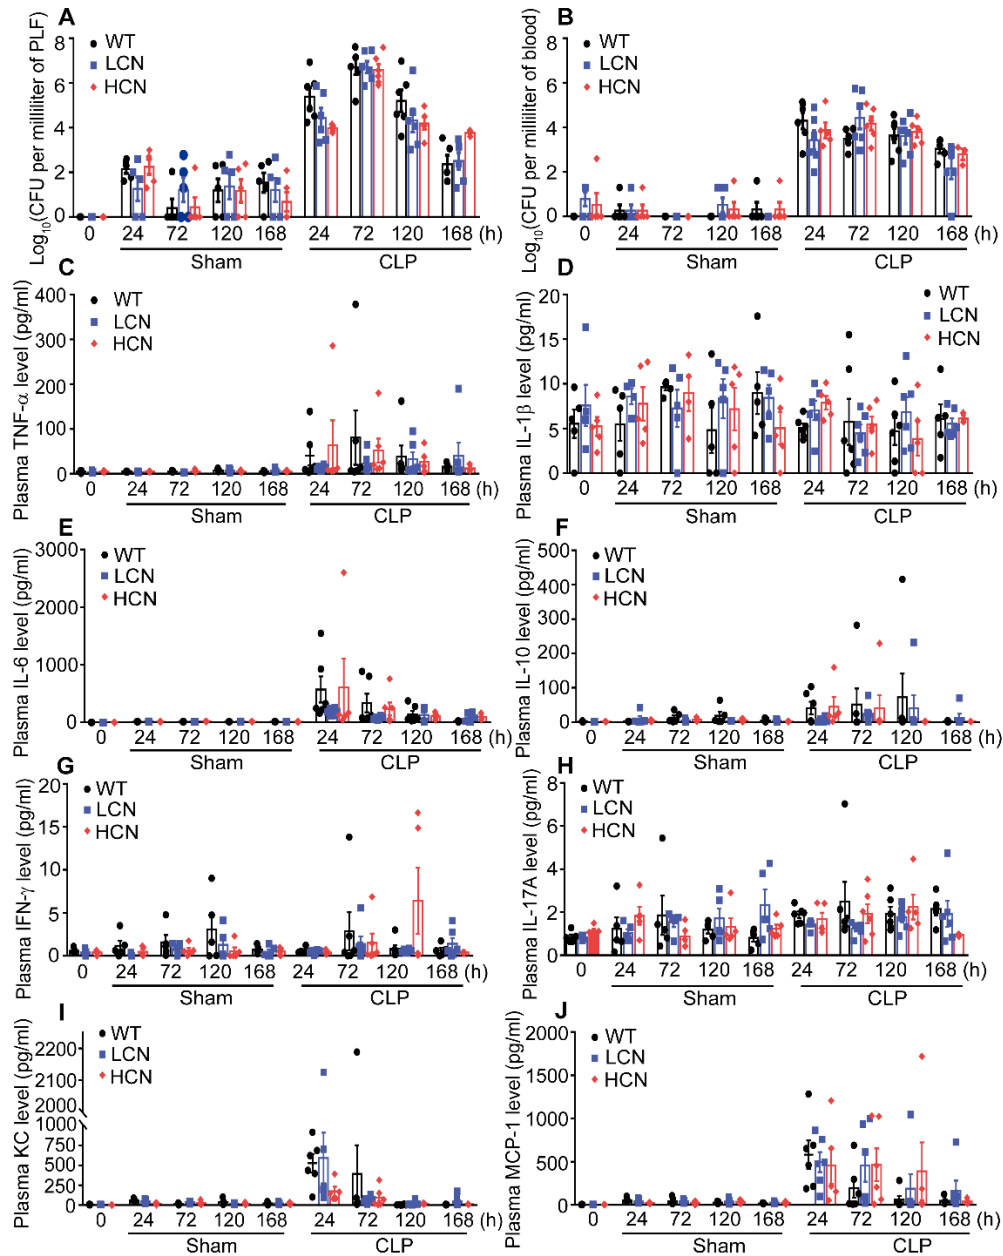 A
Log10(CFU per milliliter of PLF)
8
6
4
2
0
WT
LCN
HCN
0 24 72 120 168 24 72 120 168 (h)
Sham CLP
B
Log10(CFU per milliliter of blood)
8
6
4
2
0
WT
LCN
HCN
0 24 72 120 168 24 72 120 168 (h)
Sham CLP
C
Plasma TNF-α level (pg/ml)
400
300
200
100
0
WT
LCN
HCN
0 24 72 120 168 24 72 120 168 (h)
Sham CLP
D
Plasma IL-1β level (pg/ml)
20
15
10
5
0
WT
LCN
HCN
0 24 72 120 168 24 72 120 168 (h)
Sham CLP
E
Plasma IL-6 level (pg/ml)
3000
2000
1000
0
WT
LCN
HCN
0 24 72 120 168 24 72 120 168 (h)
Sham CLP
F
Plasma IL-10 level (pg/ml)
500
400
300
200
100
0
WT
LCN
HCN
0 24 72 120 168 24 72 120 168 (h)
Sham CLP
G
Plasma IFN-γ level (pg/ml)
20
15
10
5
0
WT
LCN
HCN
0 24 72 120 168 24 72 120 168 (h)
Sham CLP
H
Plasma IL-17A level (pg/ml)
8
6
4
2
0
WT
LCN
HCN
0 24 72 120 168 24 72 120 168 (h)
Sham CLP
I
Plasma KC level (pg/ml)
2200
2100
2000
1000
750
500
250
0
WT
LCN
HCN
0 24 72 120 168 24 72 120 168 (h)
Sham CLP
J
Plasma MCP-1 level (pg/ml)
2000
1500
1000
500
0
WT
LCN
HCN
0 24 72 120 168 24 72 120 168 (h)
Sham CLP